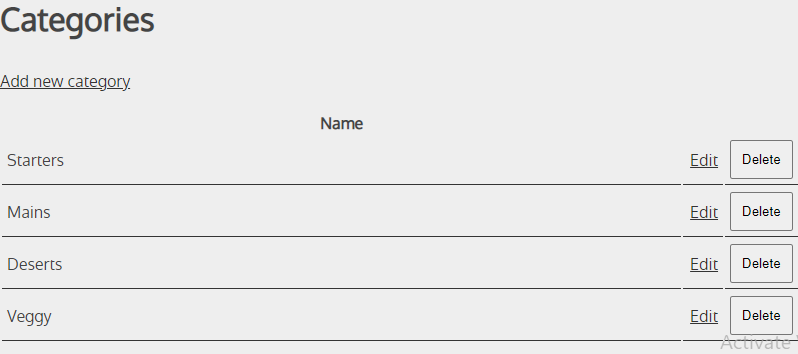 Categories
Add new category
Name
Starters Edit Delete
Mains Edit Delete
Deserts Edit Delete
Veggy Edit Delete
Activate